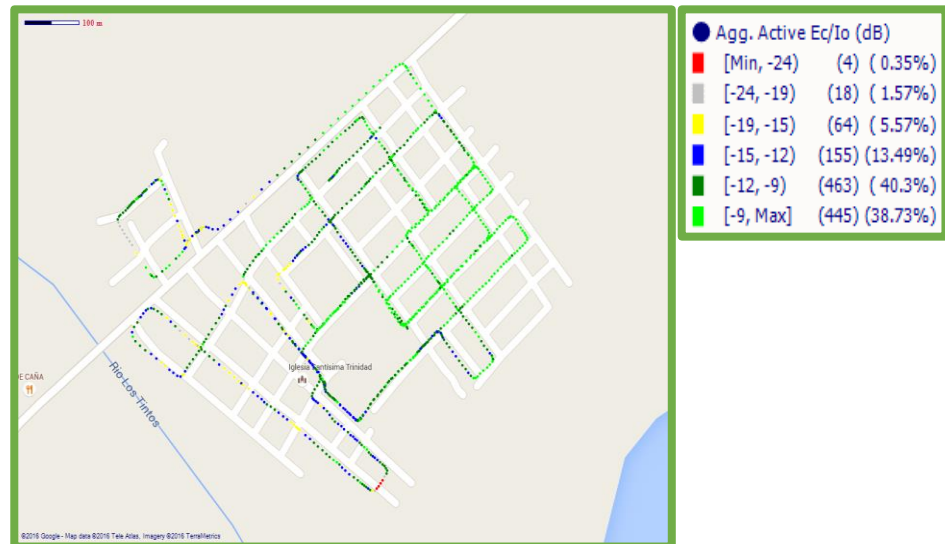 100 m
Iglesia Santísima Trinidad
DE CAÑA
Rio Los Tintos
©2016 Google - Map data ©2016 Tele Atlas, Imagery ©2016 TerraMetrics
Agg. Active Ec/Io (dB)
[Min, -24) (4) ( 0.35%)
[-24, -19) (18) ( 1.57%)
[-19, -15) (64) ( 5.57%)
[-15, -12) (155) (13.49%)
[-12, -9) (463) ( 40.3%)
[-9, Max] (445) (38.73%)